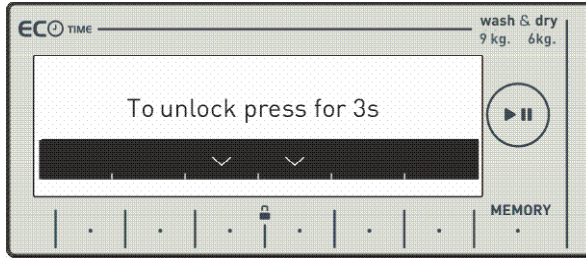 ECO TIME
wash & dry
9 kg. 6kg.
To unlock press for 3s
MEMORY